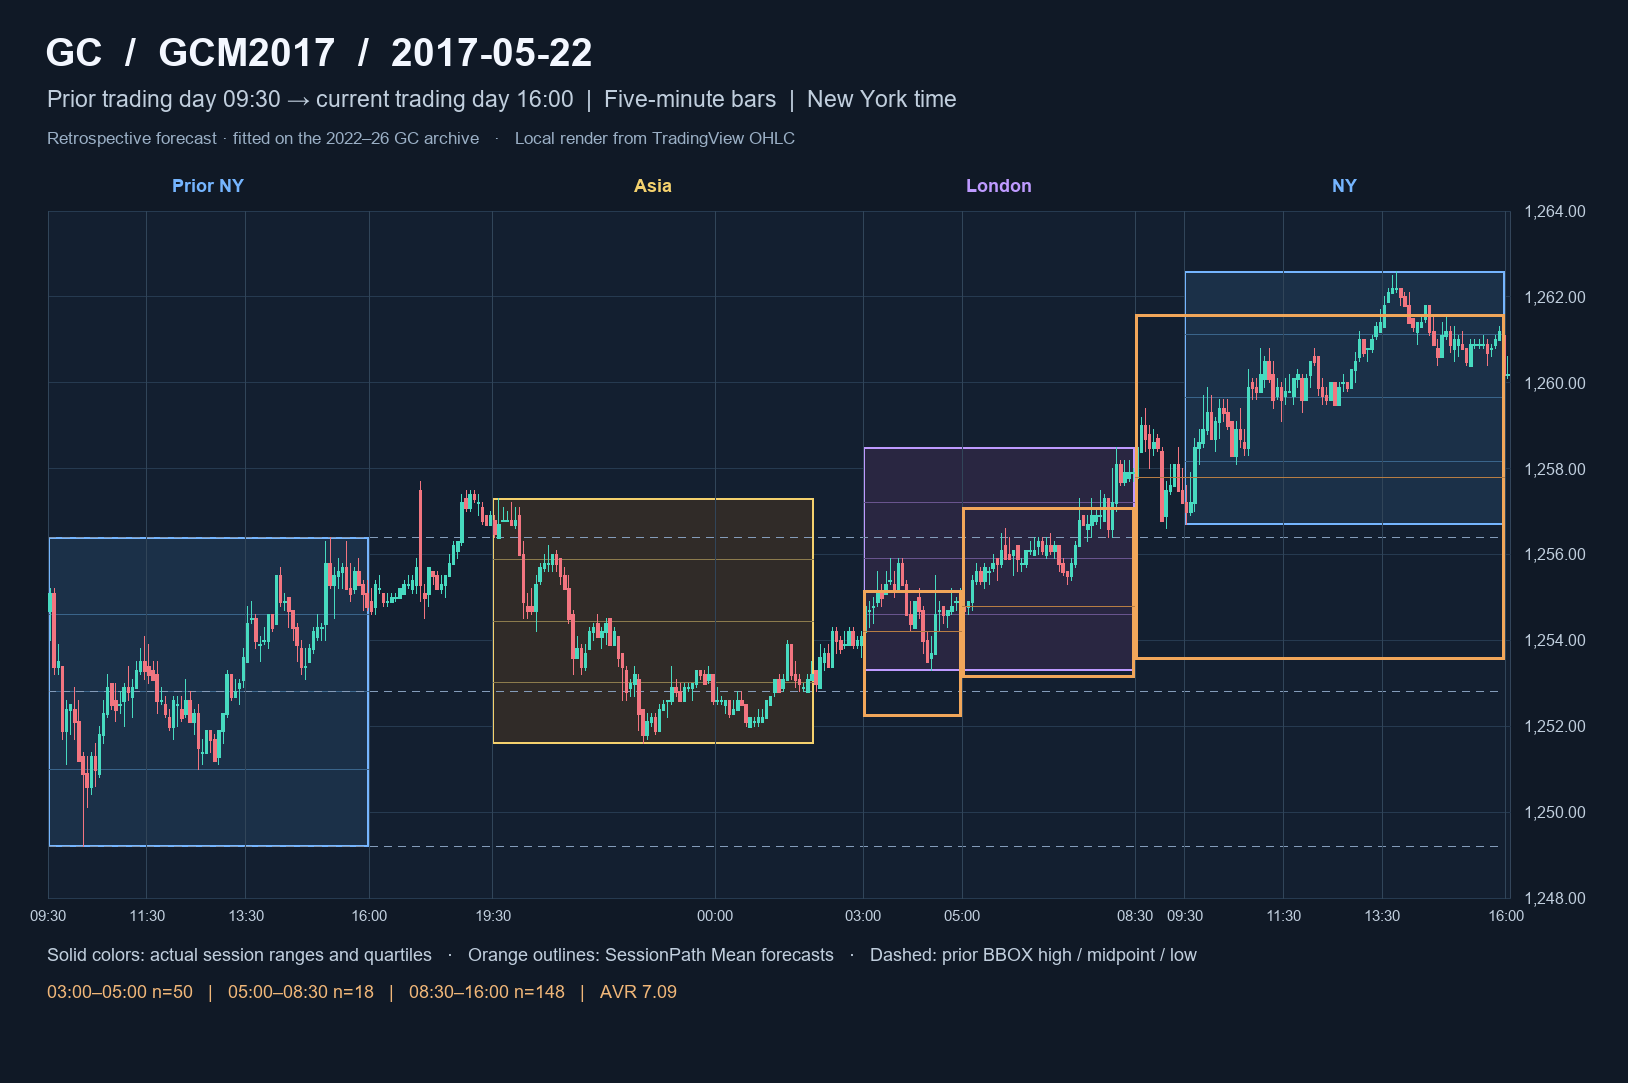 GC / GCM2017 / 2017-05-22
Prior trading day 09:30 → current trading day 16:00 | Five-minute bars | New York time
Retrospective forecast · fitted on the 2022–26 GC archive · Local render from TradingView OHLC
Prior NY Asia London NY
1,264.00
1,262.00
1,260.00
1,258.00
1,256.00
1,254.00
1,252.00
1,250.00
1,248.00
09:30 11:30 13:30 16:00 19:30 00:00 03:00 05:00 08:30 09:30 11:30 13:30 16:00
Solid colors: actual session ranges and quartiles · Orange outlines: SessionPath Mean forecasts · Dashed: prior BBOX high / midpoint / low
03:00–05:00 n=50 | 05:00–08:30 n=18 | 08:30–16:00 n=148 | AVR 7.09